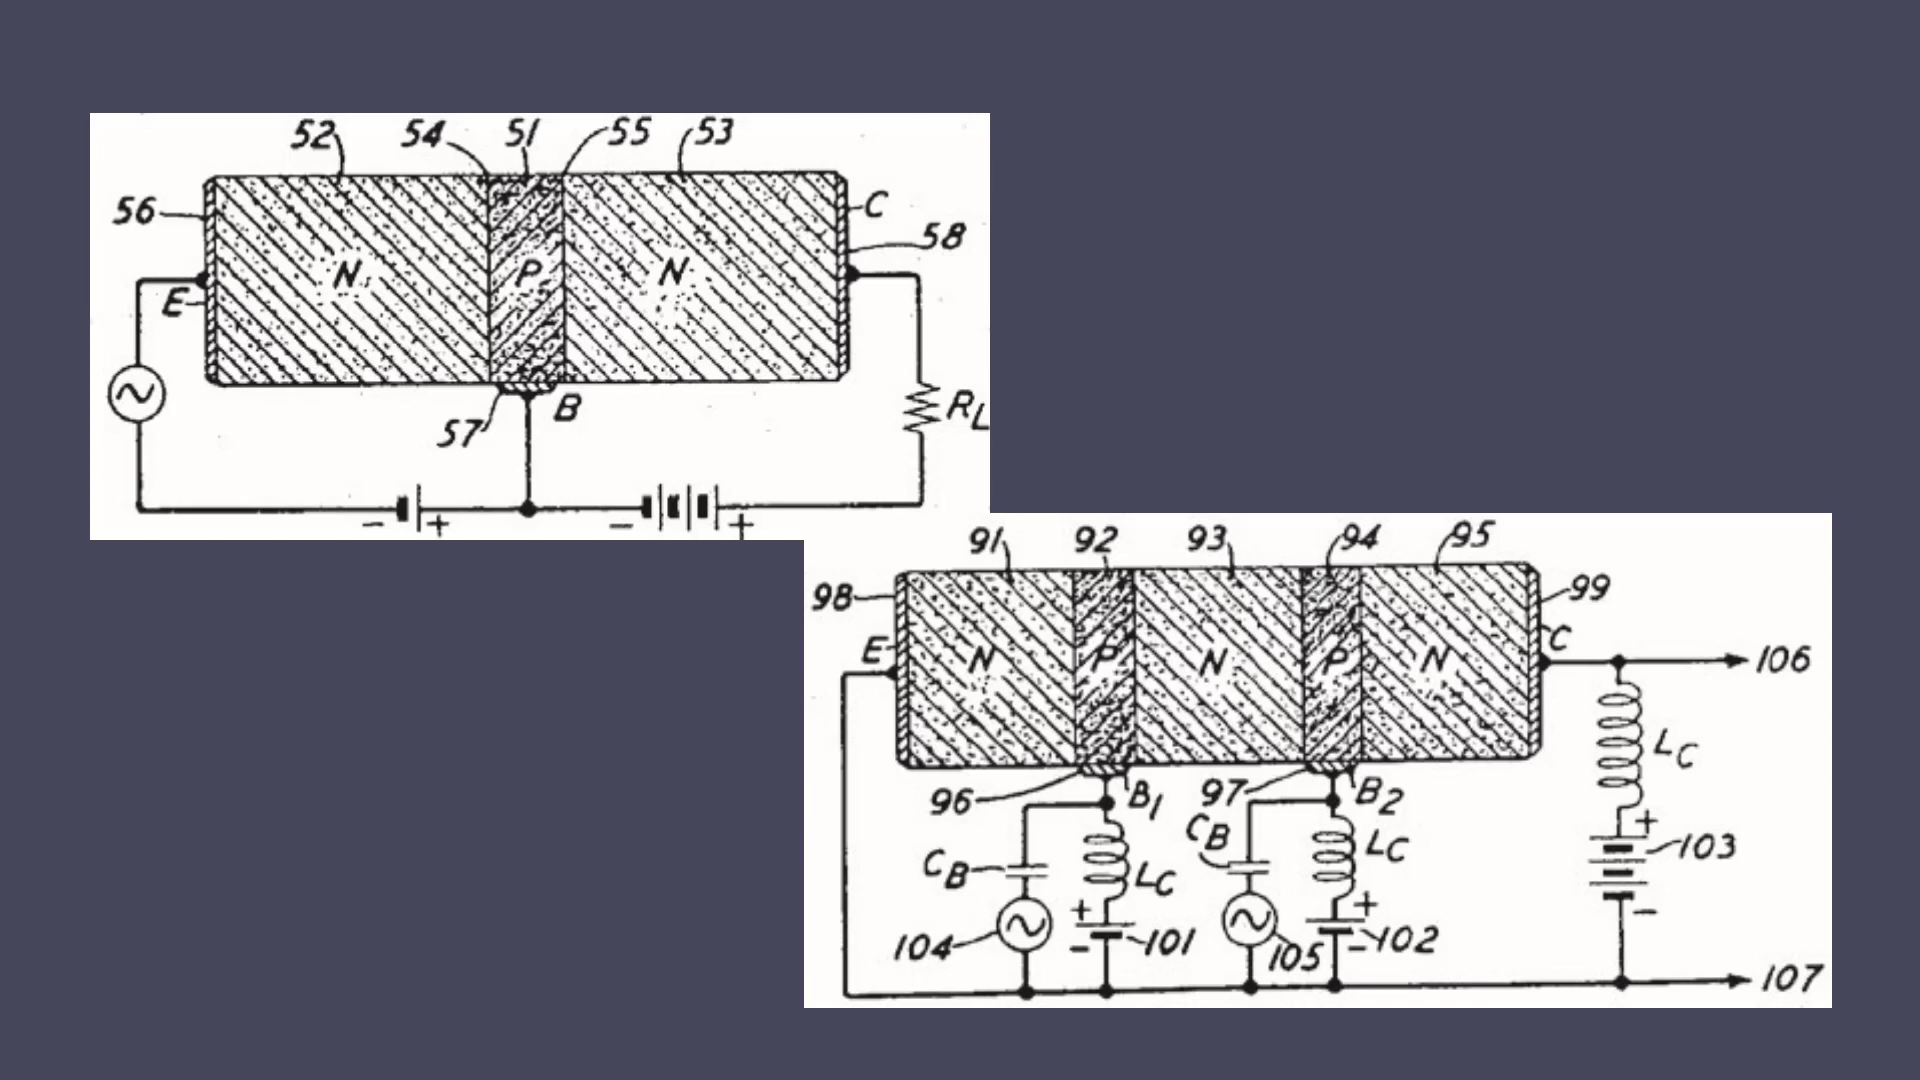 52 54 51 55 53
56 C
58
N P N
E
R_L
57 B
- + - +
91 92 93 94 95
98 99
E N P N P N C
106
L_C
96 B_1 97 B_2
C_B C_B L_C + 103
L_C
+ + -
104 - 101 105 - 102
107